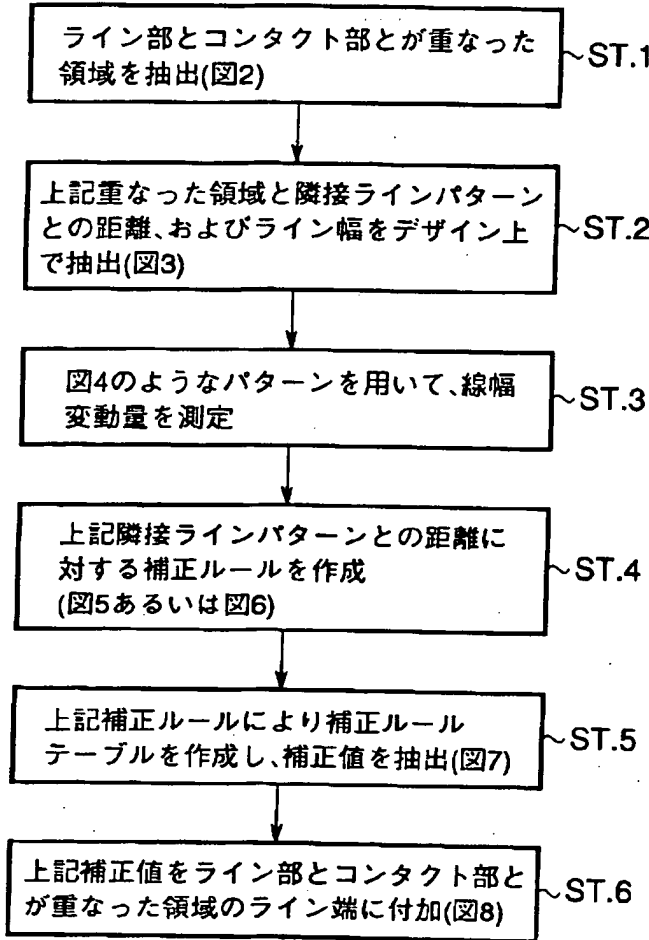 ライン部とコンタクト部とが重なった
領域を抽出(図2)
~ST.1
上記重なった領域と隣接ラインパターン
との距離、およびライン幅をデザイン上
で抽出(図3)
~ST.2
図4のようなパターンを用いて、線幅
変動量を測定
~ST.3
上記隣接ラインパターンとの距離に
対する補正ルールを作成
(図5あるいは図6)
~ST.4
上記補正ルールにより補正ルール
テーブルを作成し、補正値を抽出(図7)
~ST.5
上記補正値をライン部とコンタクト部と
が重なった領域のライン端に付加(図8)
~ST.6